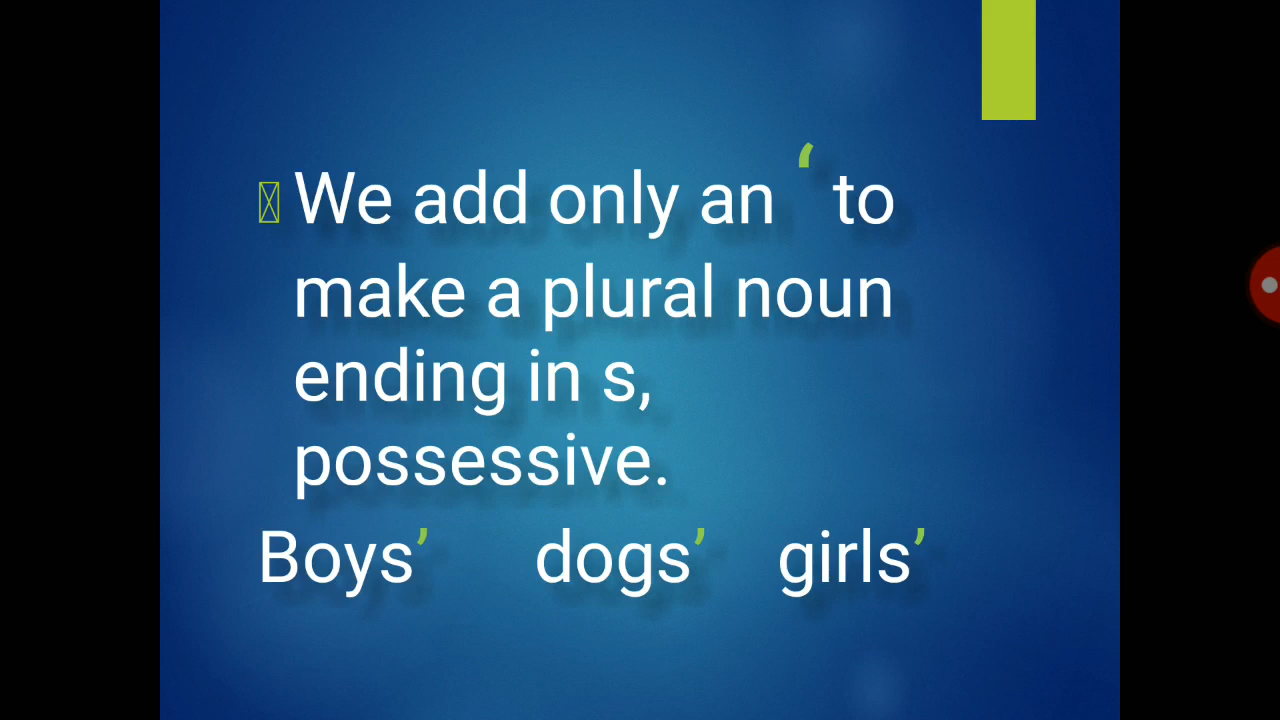 We add only an ‘ to
make a plural noun
ending in s,
possessive.
Boys’ dogs’ girls’